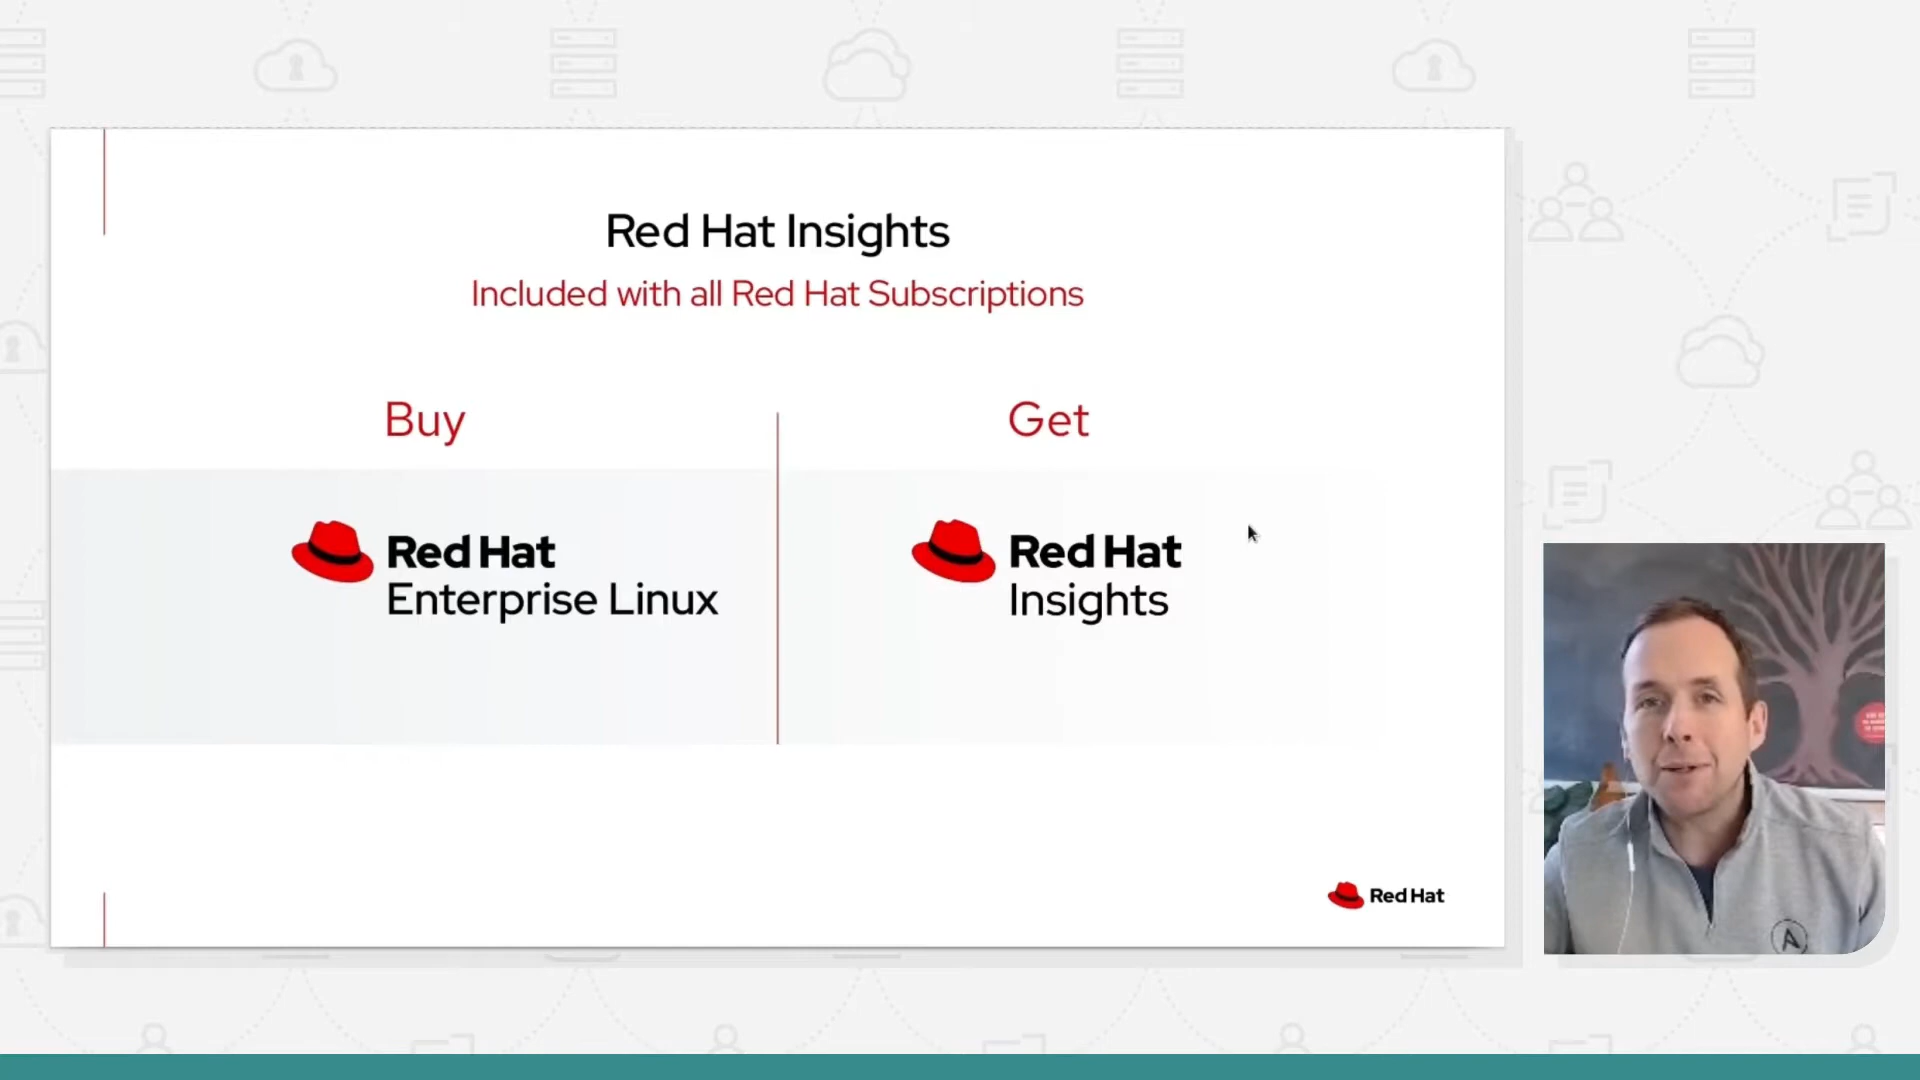 Red Hat Insights
Included with all Red Hat Subscriptions
Buy
Get
Red Hat
Enterprise Linux
Red Hat
Insights
Red Hat
A